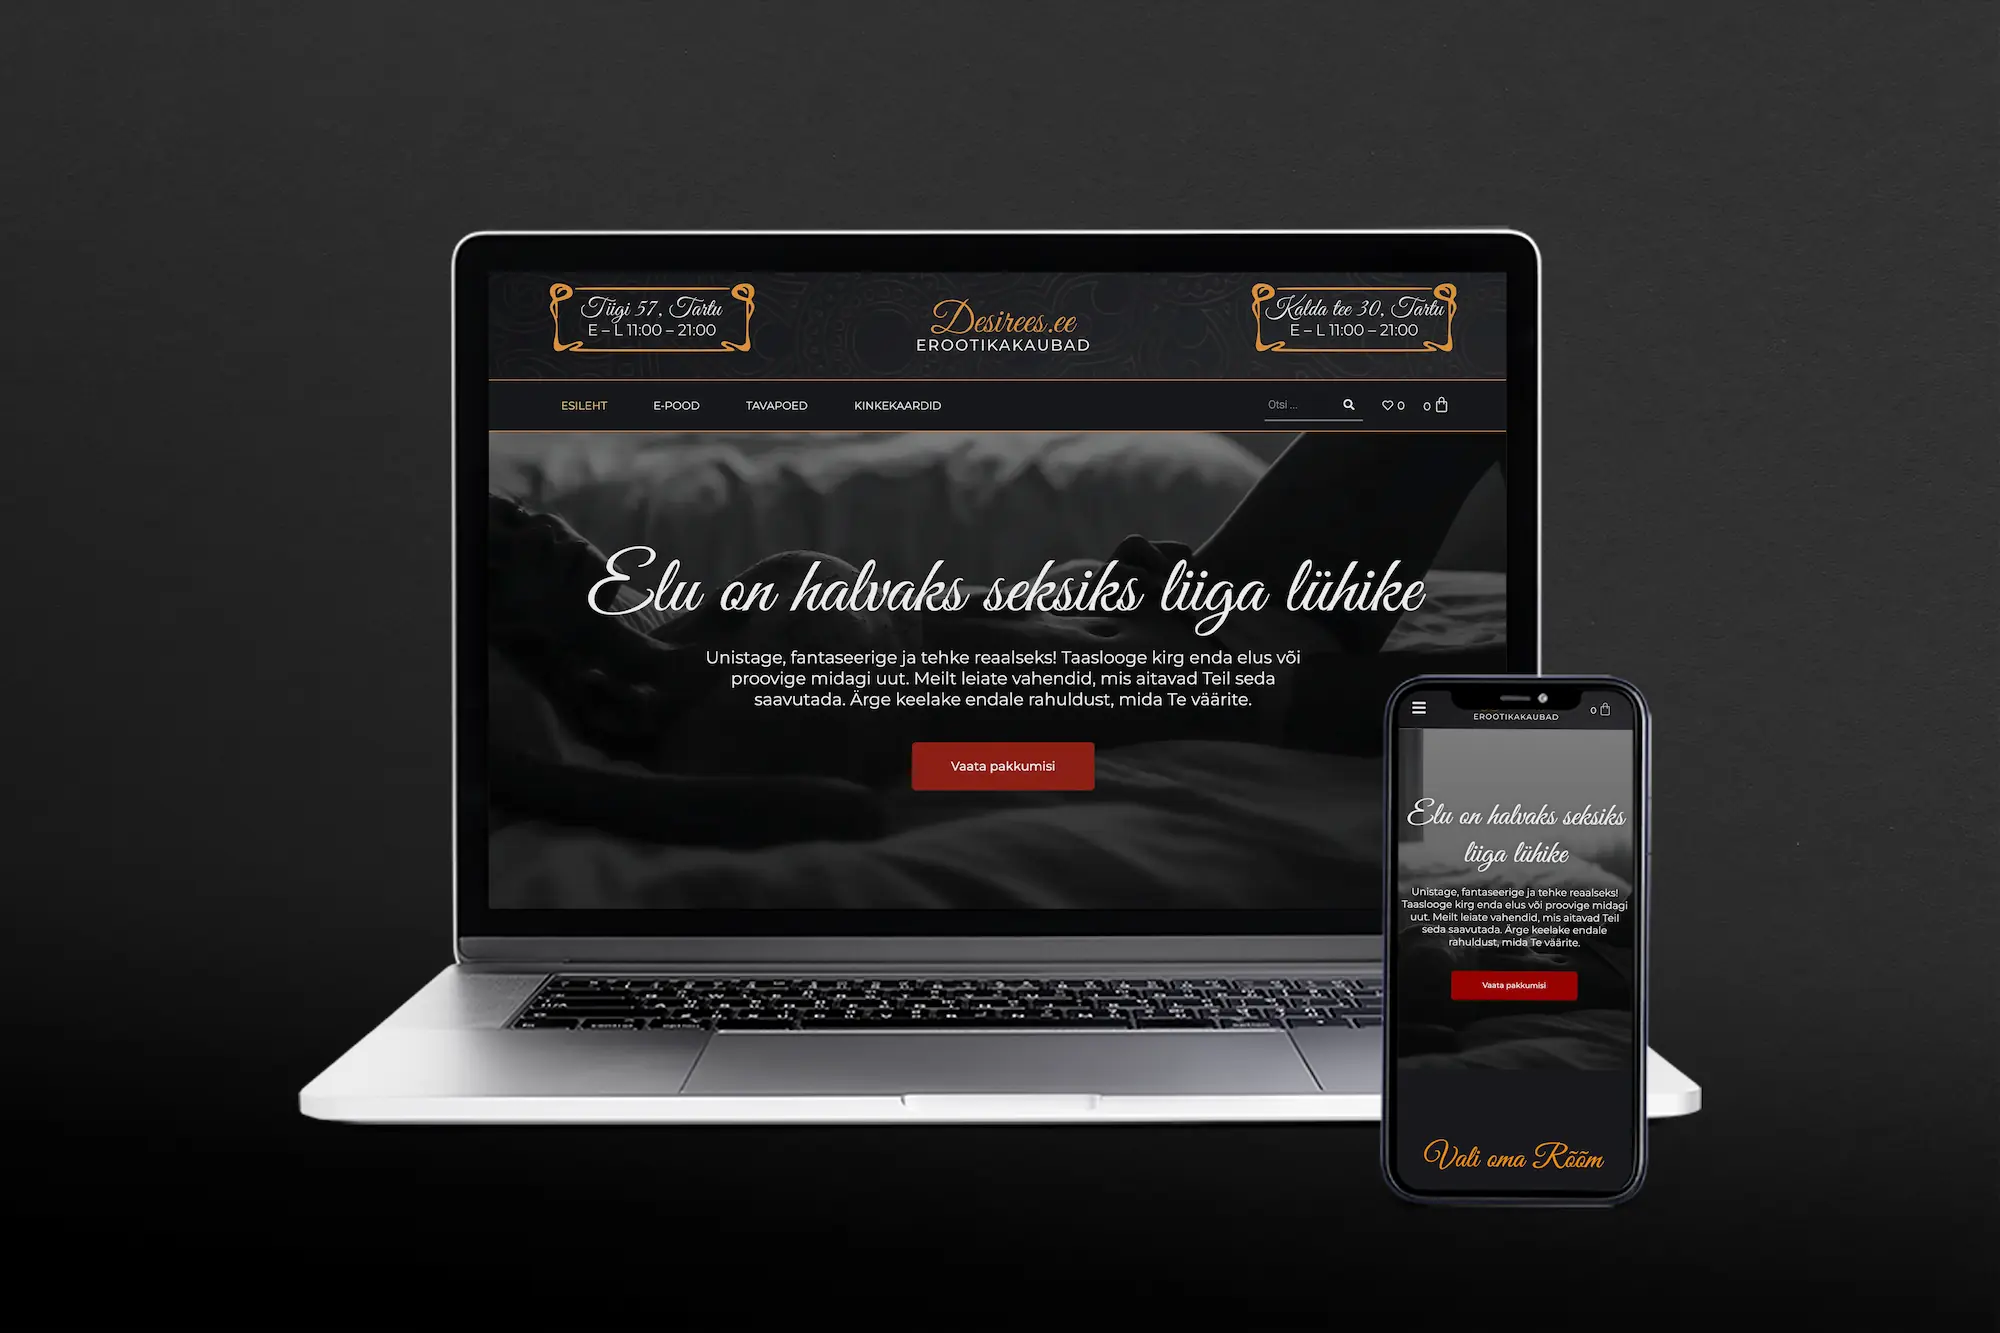 Tiigi 57, Tartu
E – L 11:00 – 21:00
Desirees.ee
EROOTIKAKAUBAD
Kalda tee 30, Tartu
E – L 11:00 – 21:00
ESILEHT
E-POOD
TAVAPOED
KINKEKAARDID
Otsi ...
0
0
Elu on halvaks seksiks liiga lühike
Unistage, fantaseerige ja tehke reaalseks! Taaslooge kirg enda elus või
proovige midagi uut. Meilt leiate vahendid, mis aitavad Teil seda
saavutada. Ärge keelake endale rahuldust, mida Te väärite.
Vaata pakkumisi
EROOTIKAKAUBAD
0
Elu on halvaks seksiks
liiga lühike
Unistage, fantaseerige ja tehke reaalseks!
Taaslooge kirg enda elus või proovige midagi
uut. Meilt leiate vahendid, mis aitavad Teil
seda saavutada. Ärge keelake endale
rahuldust, mida Te väärite.
Vaata pakkumisi
Vali oma Rõõm